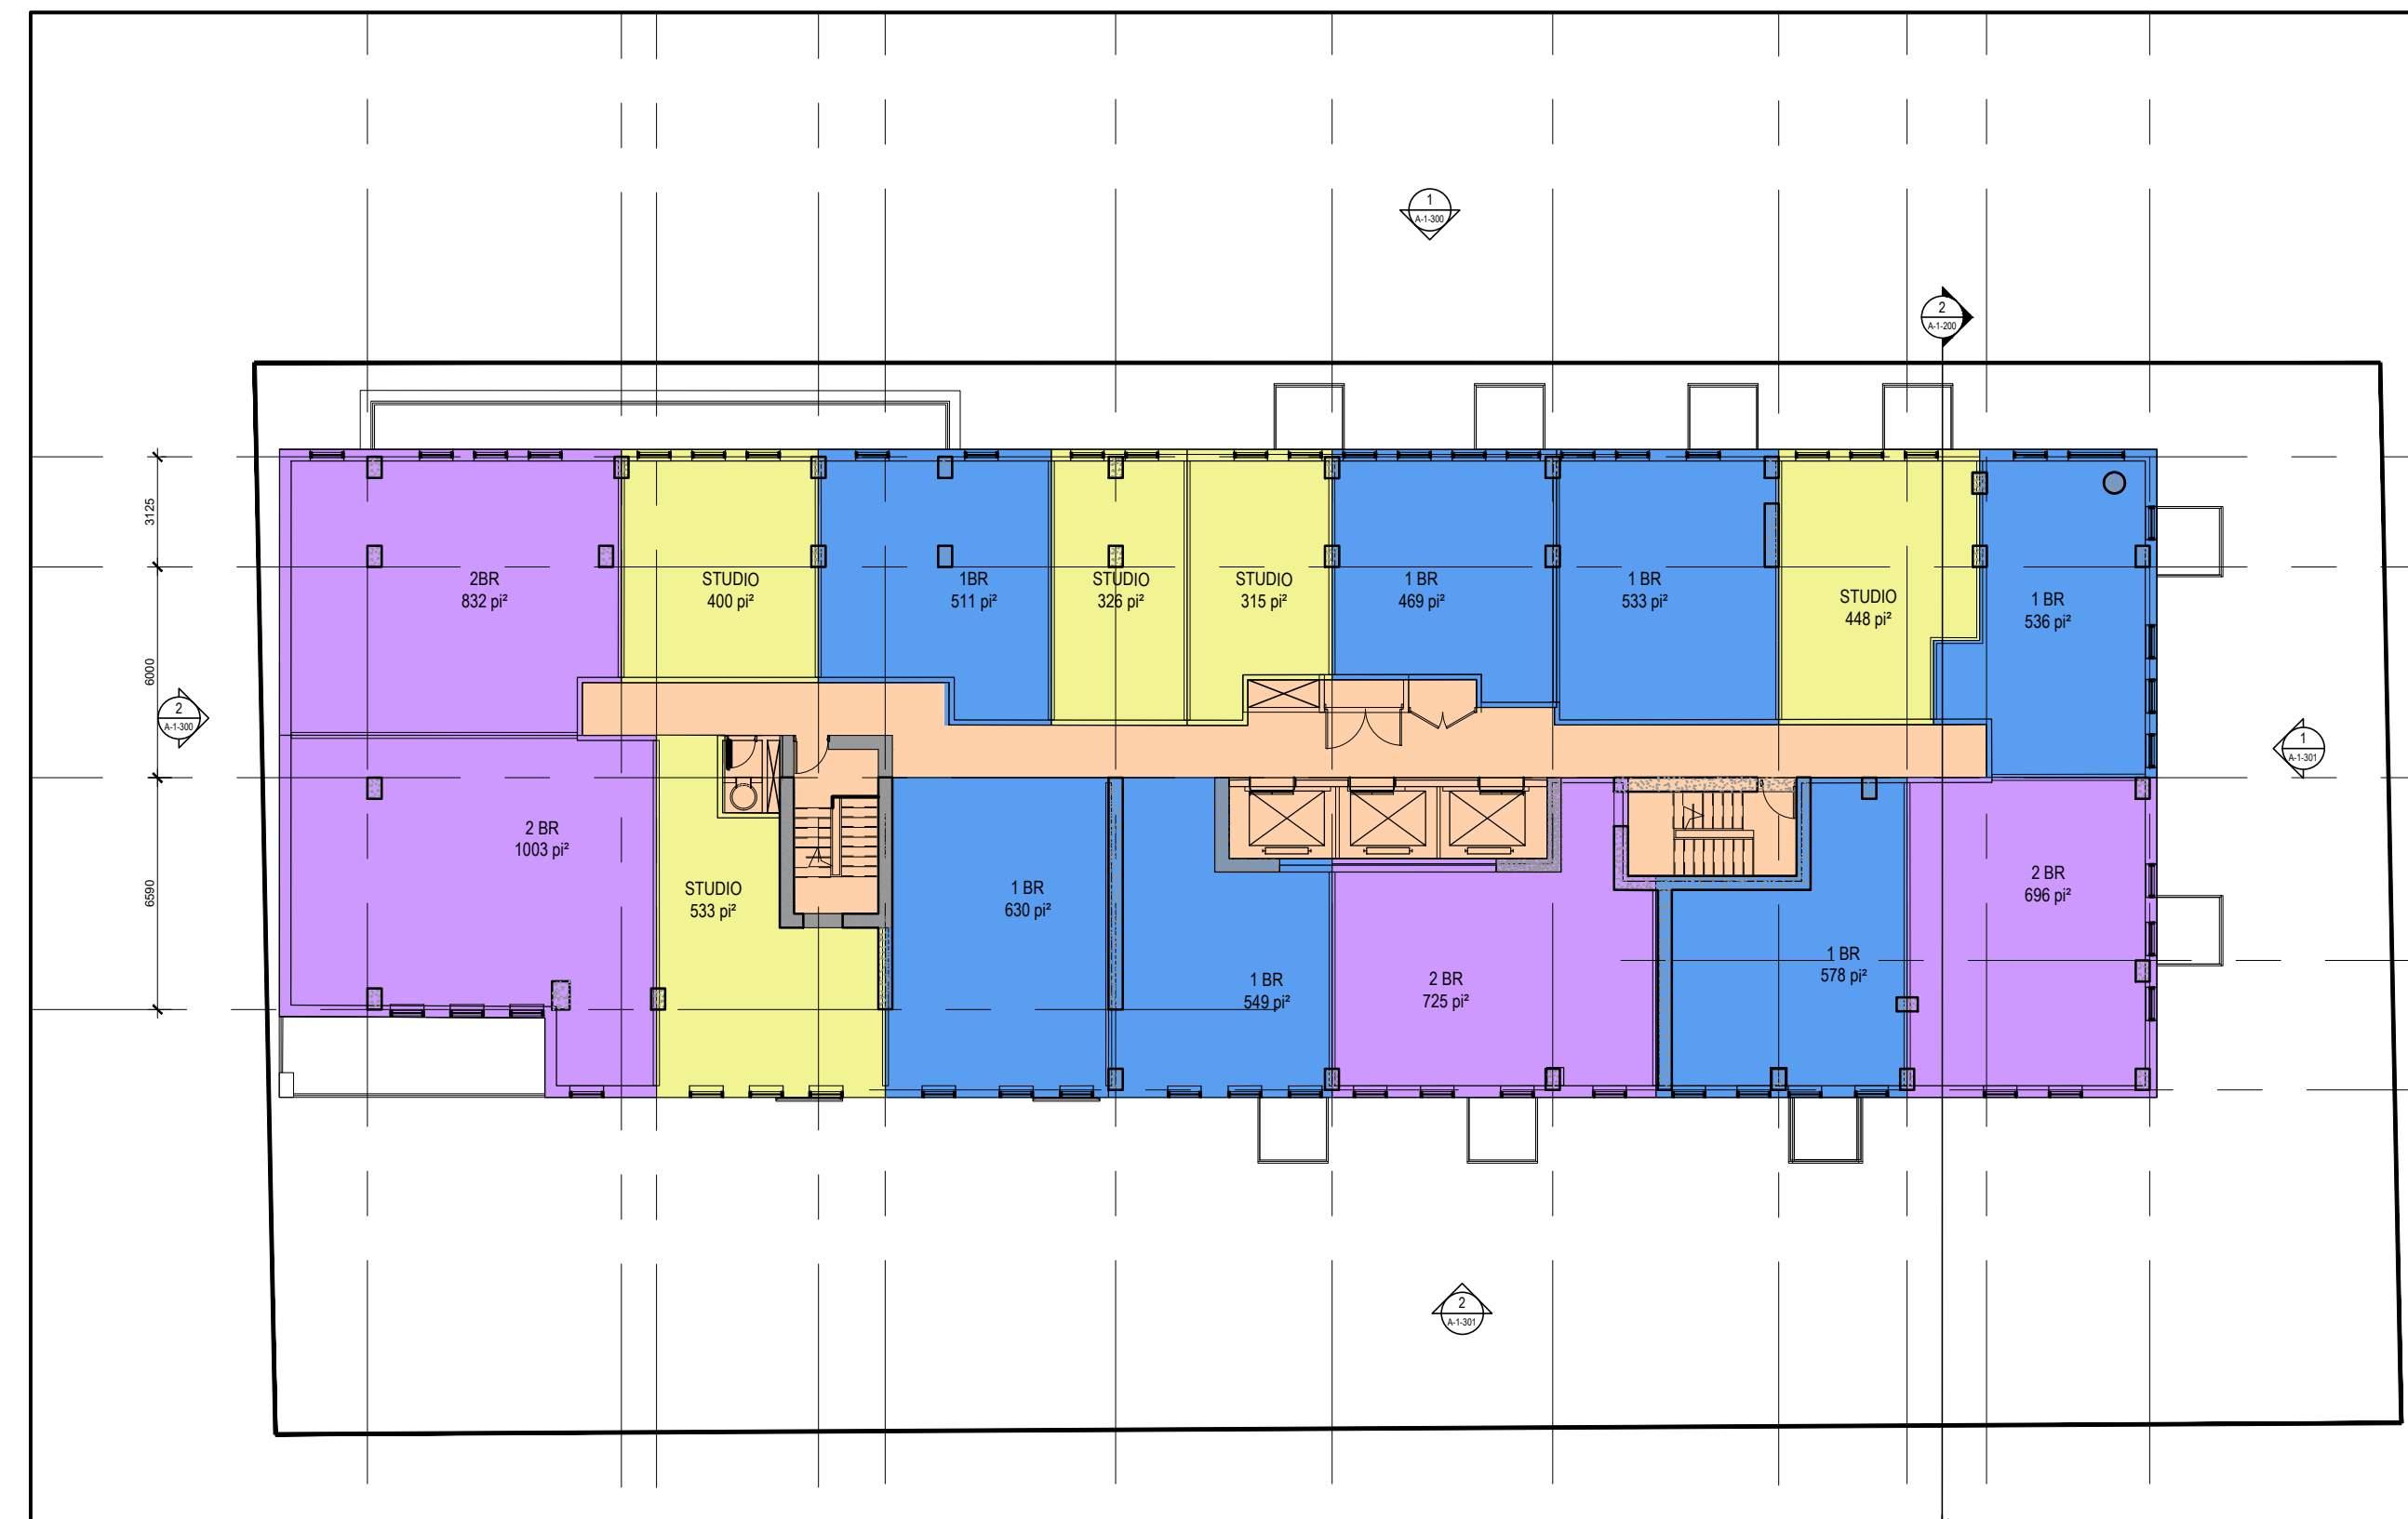 1
A-1-300
2
A-1-200
3125
6000
6590
2
A-1-300
1
A-1-301
2BR
832 pi²
STUDIO
400 pi²
1BR
511 pi²
STUDIO
326 pi²
STUDIO
315 pi²
1 BR
469 pi²
1 BR
533 pi²
STUDIO
448 pi²
1 BR
536 pi²
2 BR
1003 pi²
STUDIO
533 pi²
1 BR
630 pi²
1 BR
549 pi²
2 BR
725 pi²
1 BR
578 pi²
2 BR
696 pi²
2
A-1-301